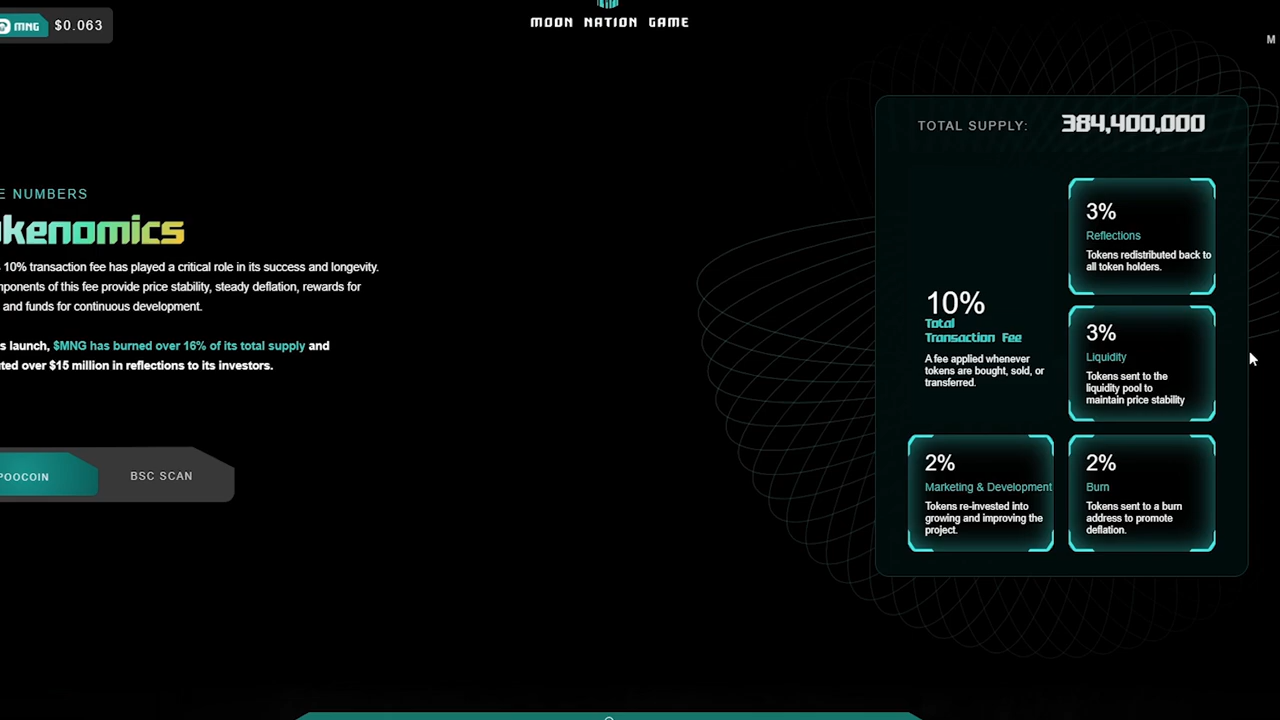 MNG $0.063
MOON NATION GAME
M
E NUMBERS
kenomics
10% transaction fee has played a critical role in its success and longevity.
ponents of this fee provide price stability, steady deflation, rewards for
and funds for continuous development.
s launch, $MNG has burned over 16% of its total supply and
ted over $15 million in reflections to its investors.
POOCOIN
BSC SCAN
TOTAL SUPPLY: 384,400,000
10%
Total
Transaction Fee
A fee applied whenever
tokens are bought, sold, or
transferred.
3%
Reflections
Tokens redistributed back to
all token holders.
3%
Liquidity
Tokens sent to the
liquidity pool to
maintain price stability
2%
Marketing & Development
Tokens re-invested into
growing and improving the
project.
2%
Burn
Tokens sent to a burn
address to promote
deflation.